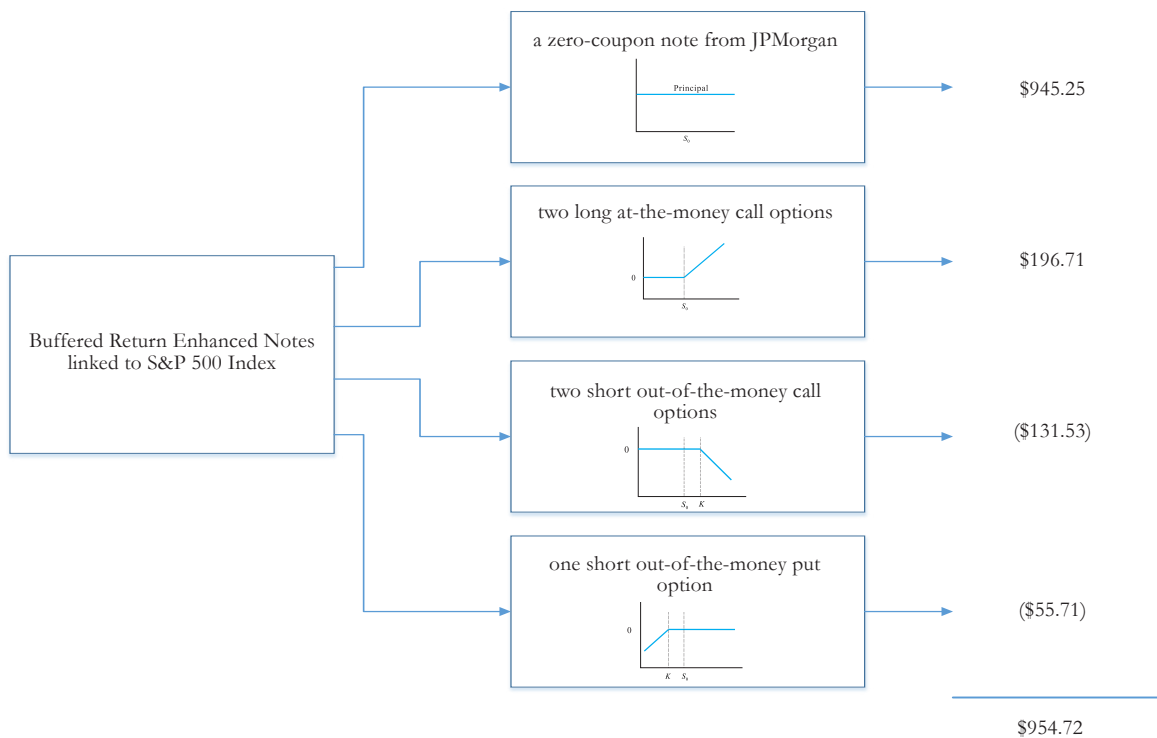 a zero-coupon note from JPMorgan
Principal
S₀
$945.25
two long at-the-money call options
0
S₀
$196.71
Buffered Return Enhanced Notes
linked to S&P 500 Index
two short out-of-the-money call
options
0
S₀ K
($131.53)
one short out-of-the-money put
option
0
K S₀
($55.71)
$954.72